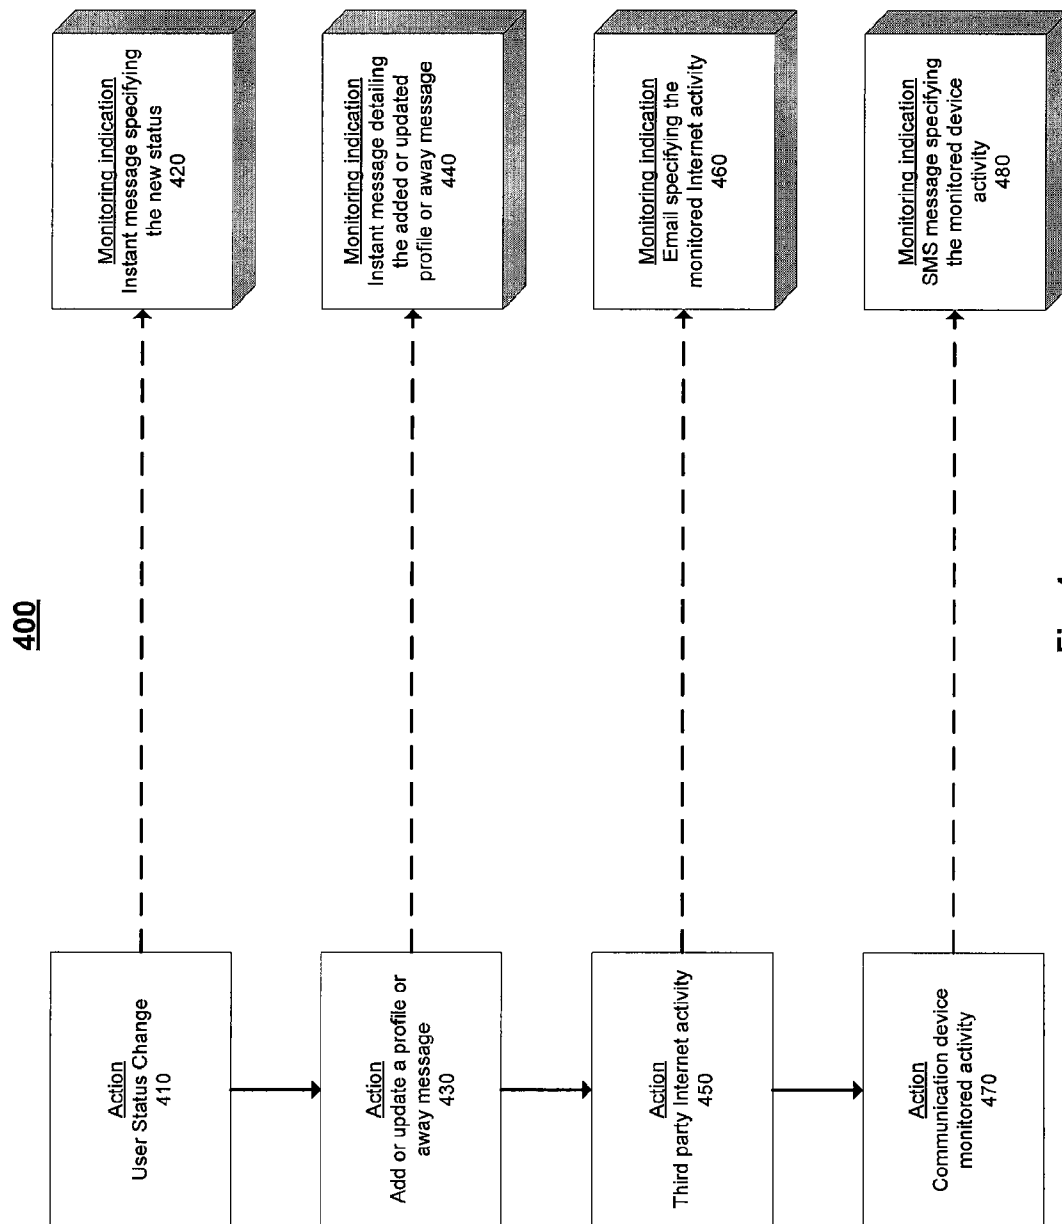 400
Action
User Status Change
410
Monitoring indication
Instant message specifying
the new status
420
Action
Add or update a profile or
away message
430
Monitoring indication
Instant message detailing
the added or updated
profile or away message
440
Action
Third party Internet activity
450
Monitoring indication
Email specifying the
monitored Internet activity
460
Action
Communication device
monitored activity
470
Monitoring indication
SMS message specifying
the monitored device
activity
480